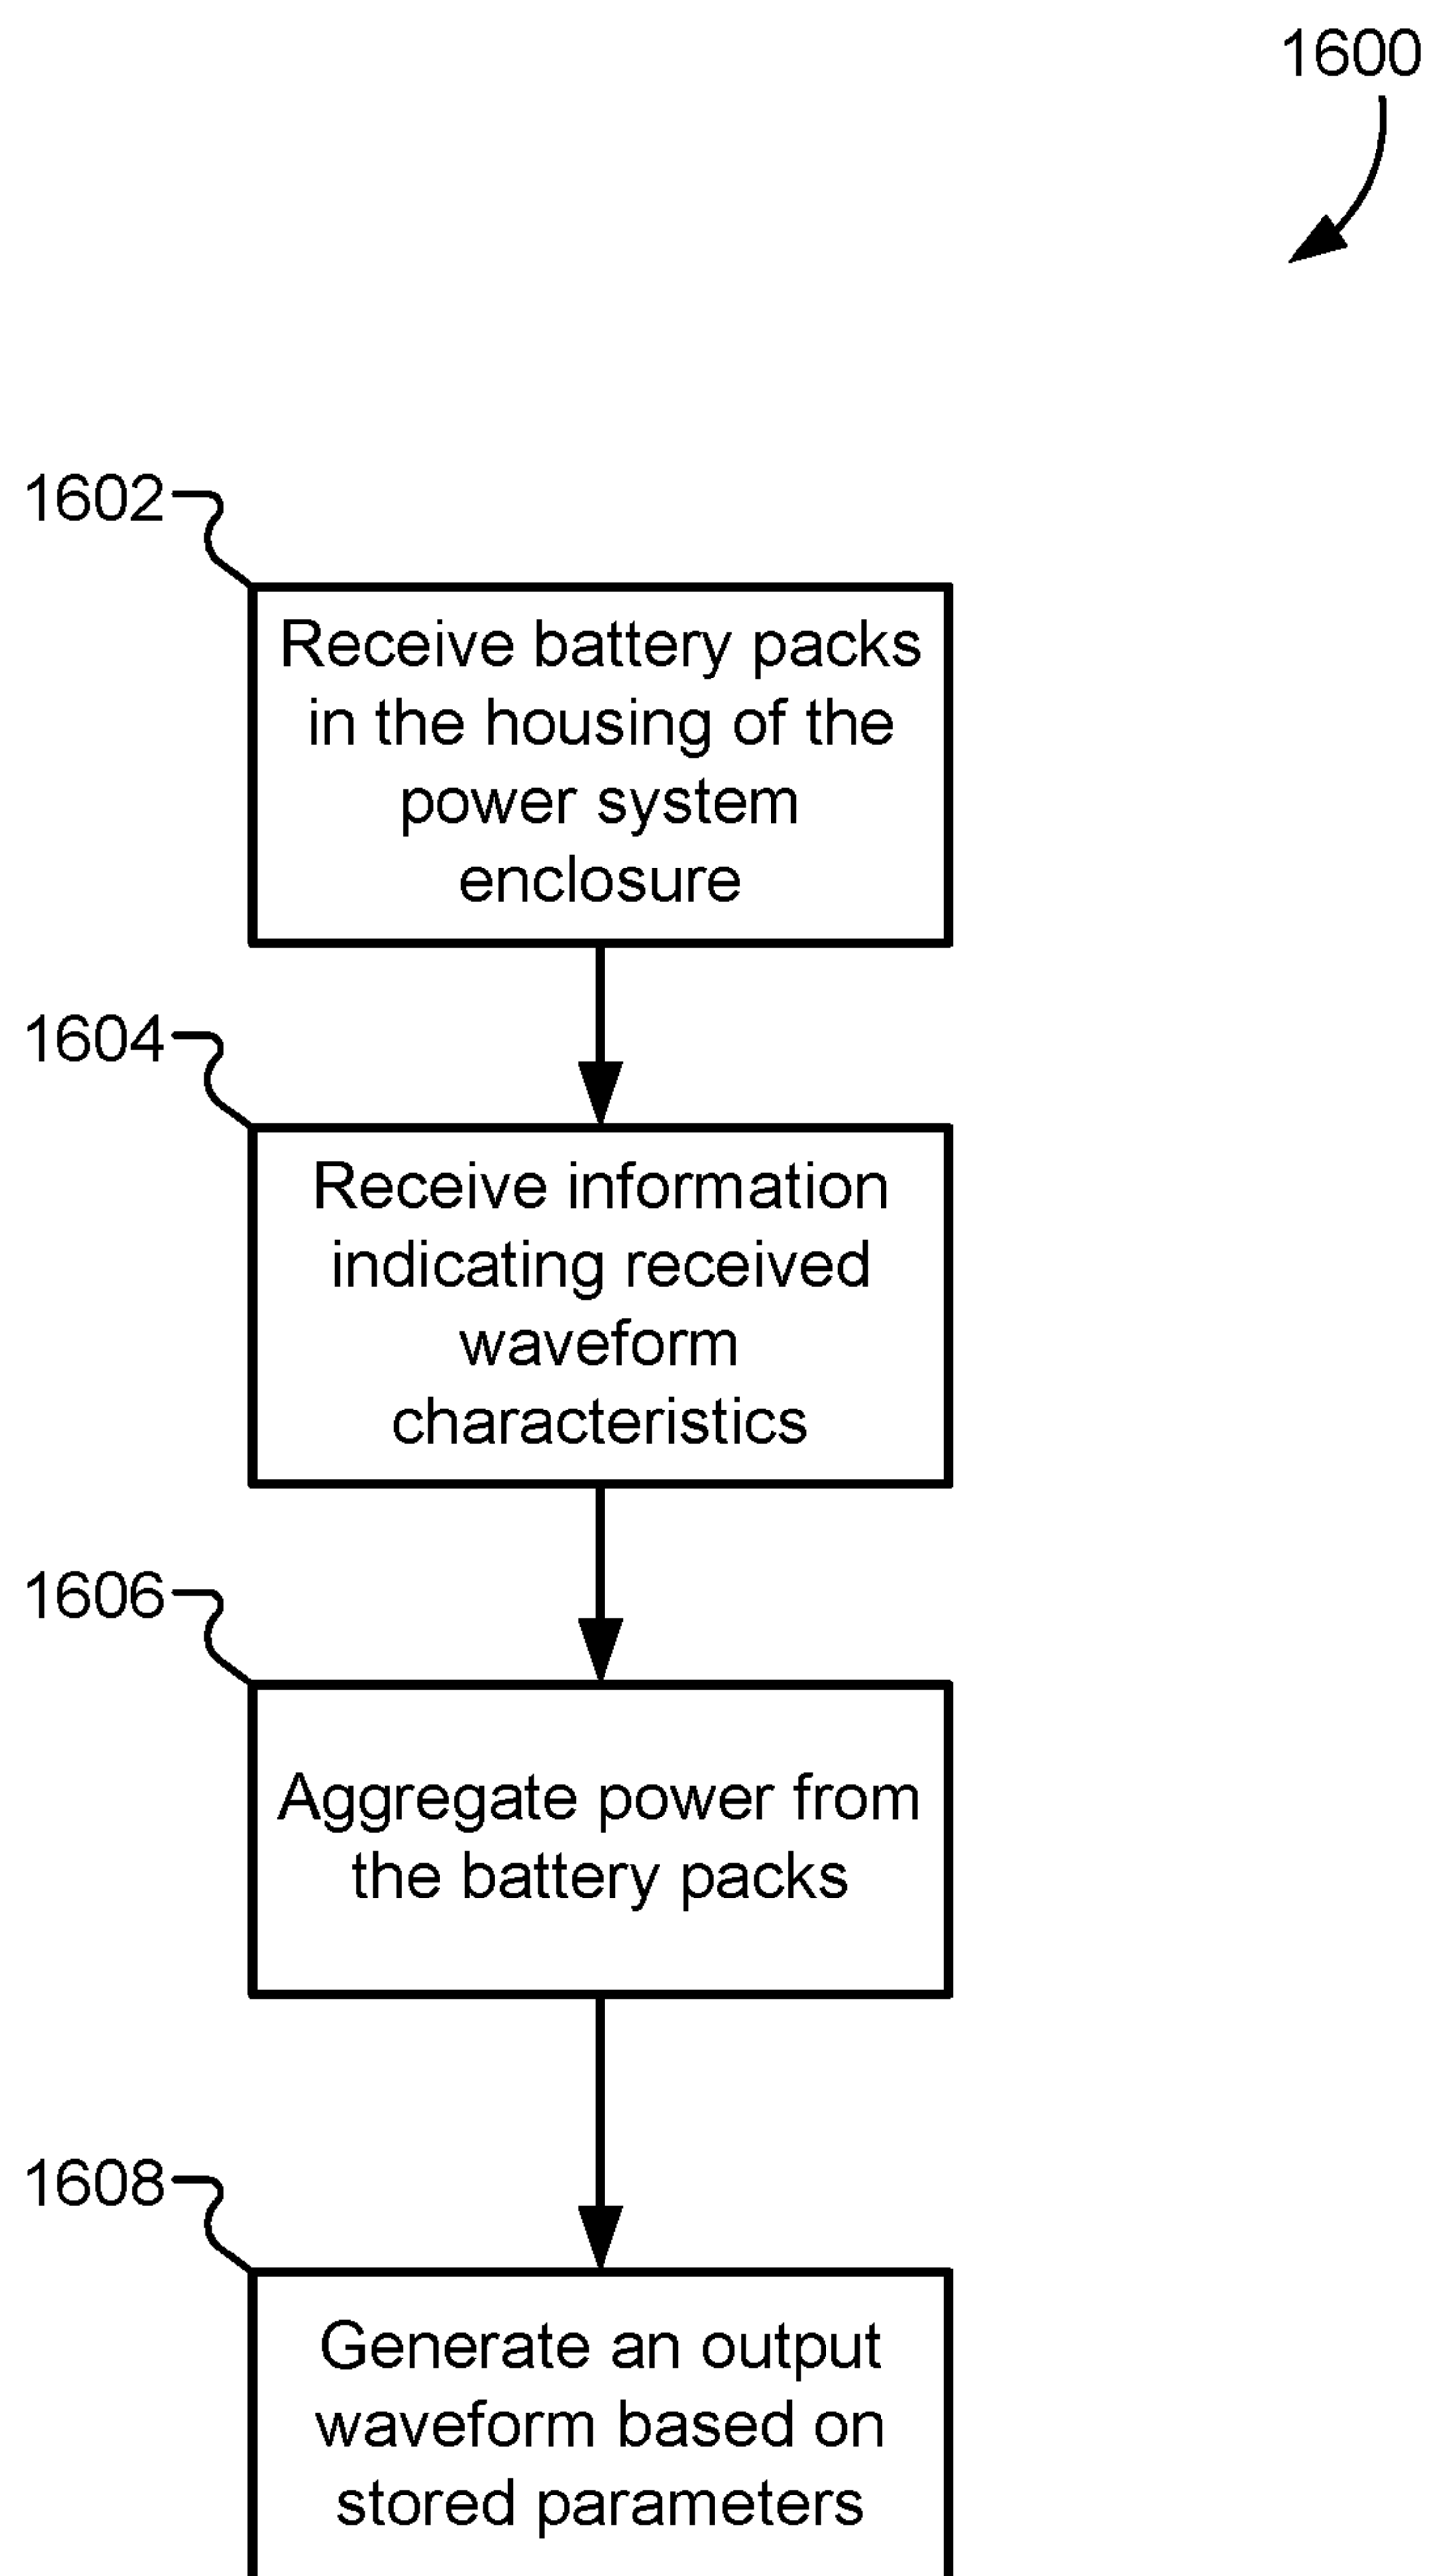 1600
1602
Receive battery packs
in the housing of the
power system
enclosure
1604
Receive information
indicating received
waveform
characteristics
1606
Aggregate power from
the battery packs
1608
Generate an output
waveform based on
stored parameters